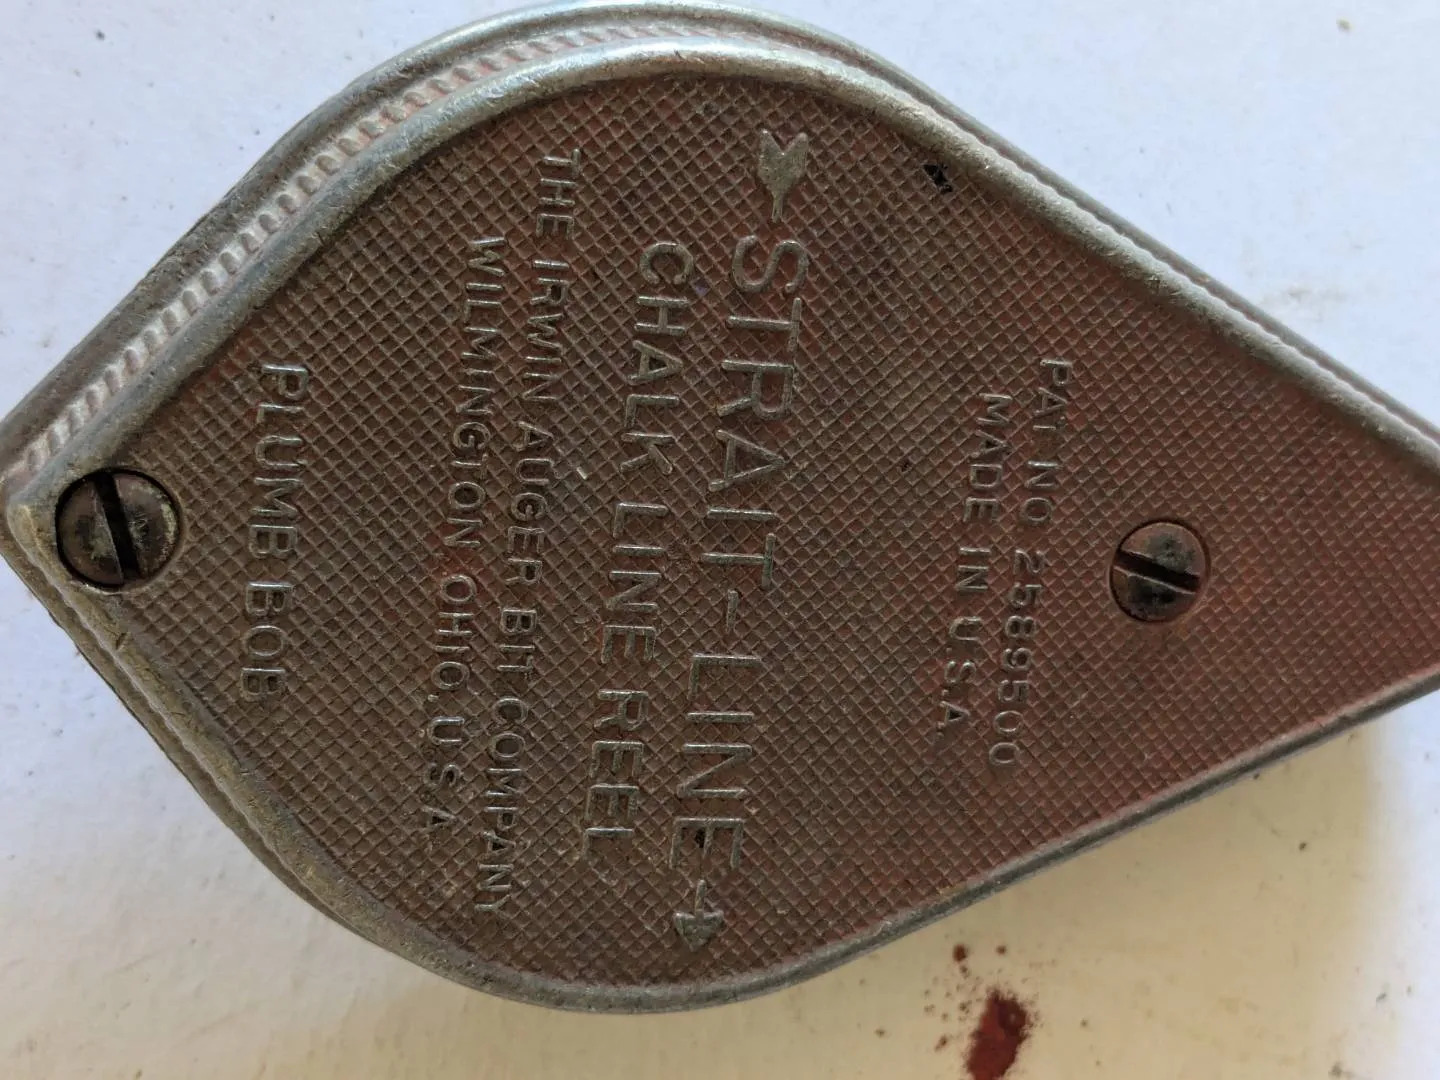 PAT. NO. 2589500
MADE IN U.S.A.
STRAIT-LINE
CHALK LINE REEL
THE IRWIN AUGER BIT COMPANY
WILMINGTON, OHIO, U.S.A.
PLUMB BOB